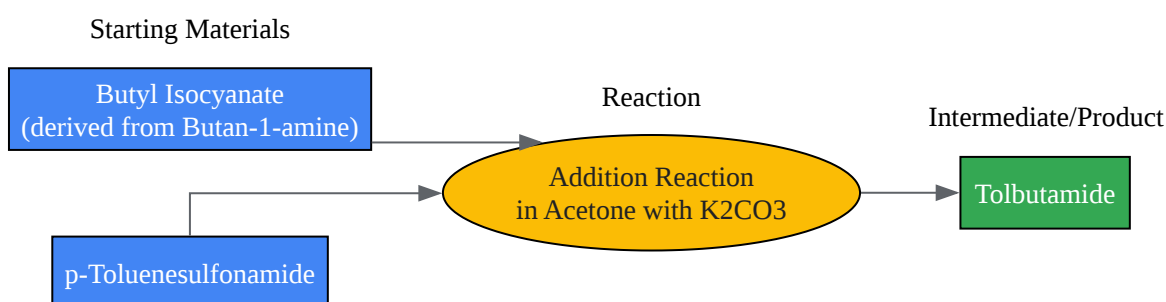 Starting Materials
Butyl Isocyanate
(derived from Butan-1-amine)
Reaction
Intermediate/Product
Addition Reaction
in Acetone with K2CO3
Tolbutamide
p-Toluenesulfonamide